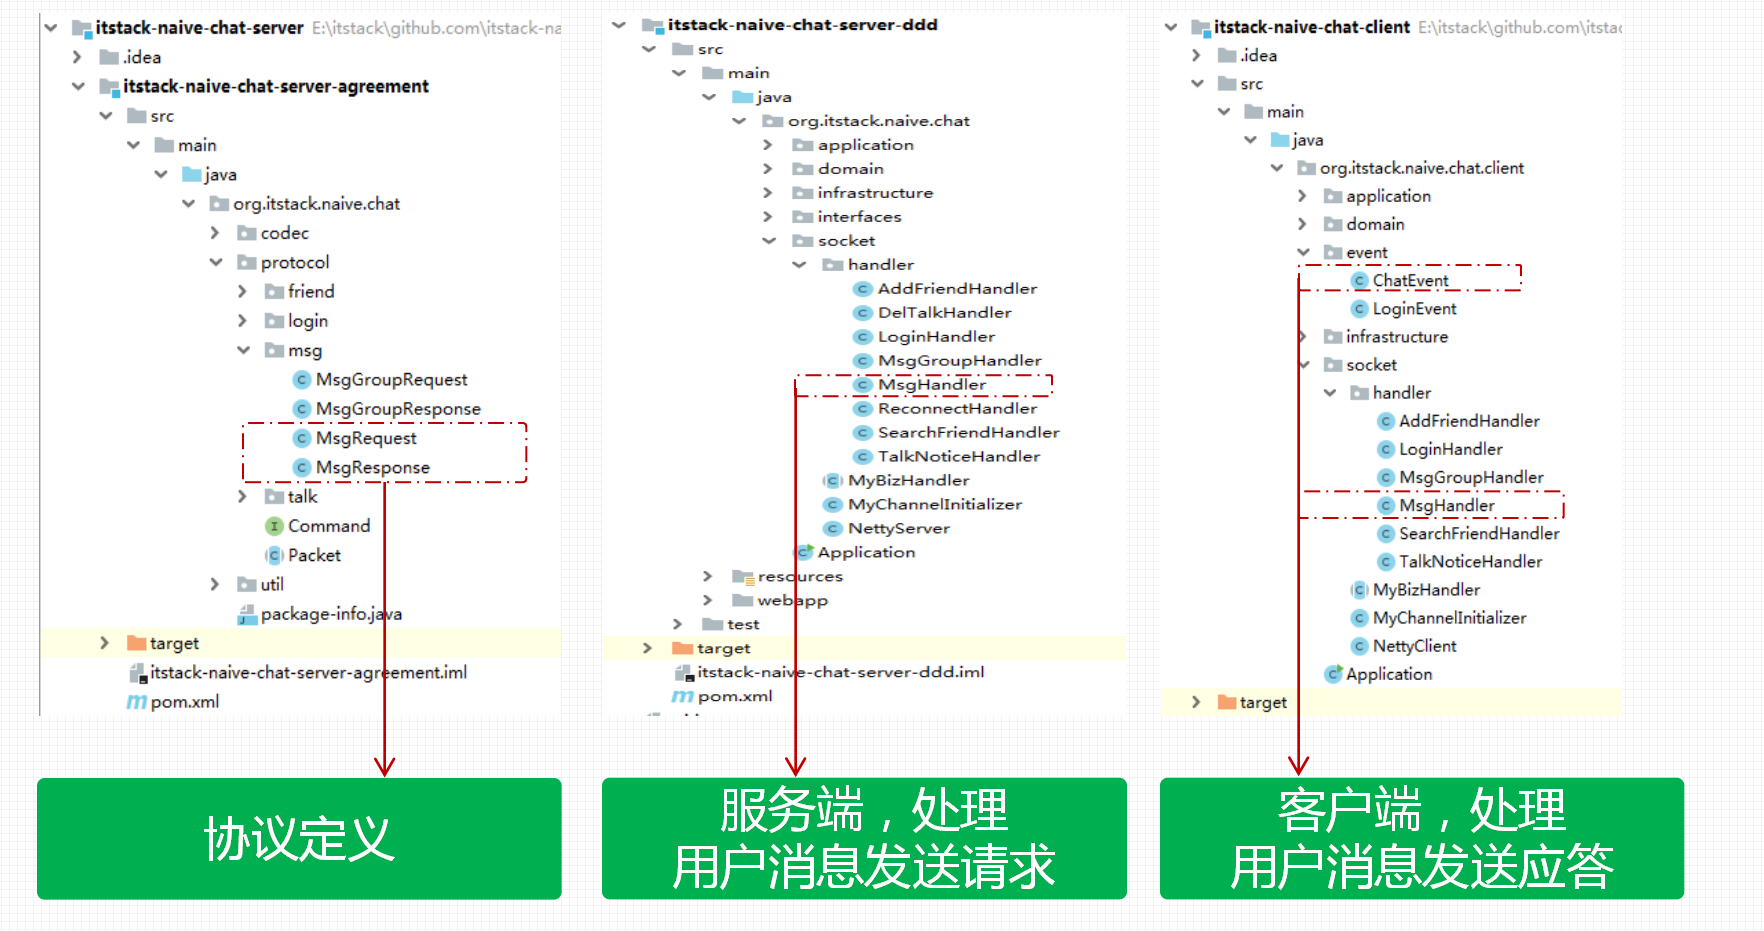 itstack-naive-chat-server E:\itstack\github.com\itstack-na
.idea
itstack-naive-chat-server-agreement
src
main
java
org.itstack.naive.chat
codec
protocol
friend
login
msg
MsgGroupRequest
MsgGroupResponse
MsgRequest
MsgResponse
talk
Command
Packet
util
package-info.java
target
itstack-naive-chat-server-agreement.iml
pom.xml
协议定义
itstack-naive-chat-server-ddd
src
main
java
org.itstack.naive.chat
application
domain
infrastructure
interfaces
socket
handler
AddFriendHandler
DelTalkHandler
LoginHandler
MsgGroupHandler
MsgHandler
ReconnectHandler
SearchFriendHandler
TalkNoticeHandler
MyBizHandler
MyChannelInitializer
NettyServer
Application
resources
webapp
test
target
itstack-naive-chat-server-ddd.iml
pom.xml
服务端，处理
用户消息发送请求
itstack-naive-chat-client E:\itstack\github.com\itstac
.idea
src
main
java
org.itstack.naive.chat.client
application
domain
event
ChatEvent
LoginEvent
infrastructure
socket
handler
AddFriendHandler
LoginHandler
MsgGroupHandler
MsgHandler
SearchFriendHandler
TalkNoticeHandler
MyBizHandler
MyChannelInitializer
NettyClient
Application
target
客户端，处理
用户消息发送应答